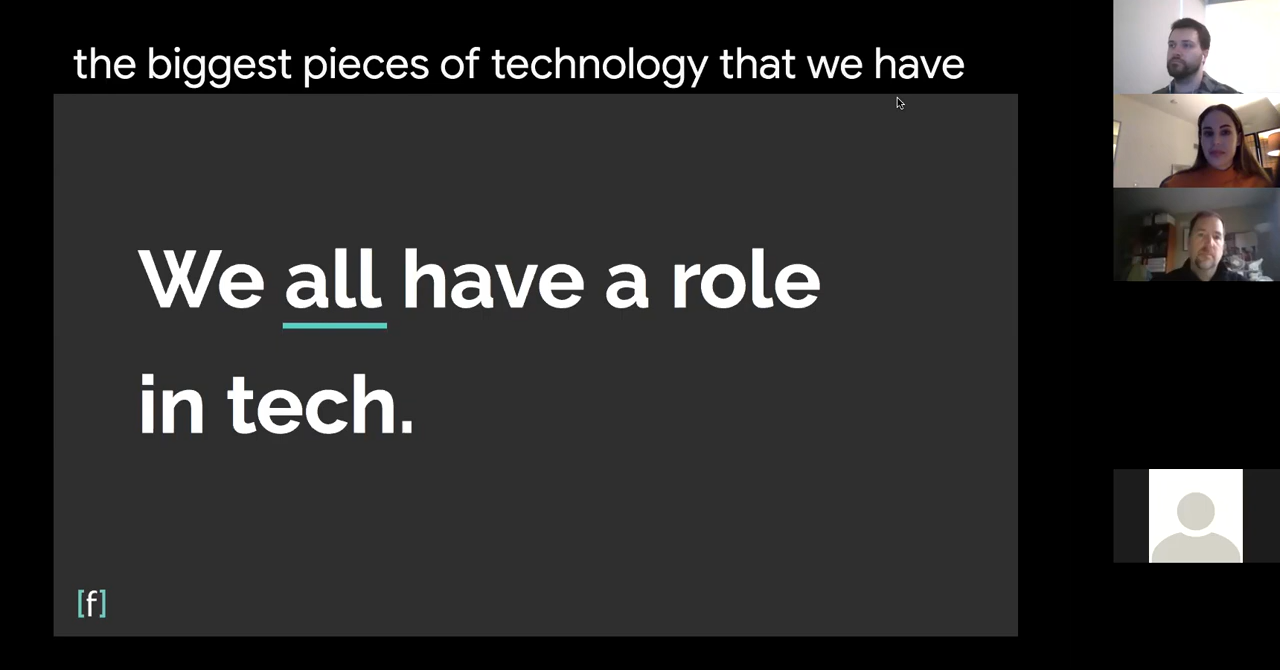 the biggest pieces of technology that we have
We all have a role
in tech.
[f]